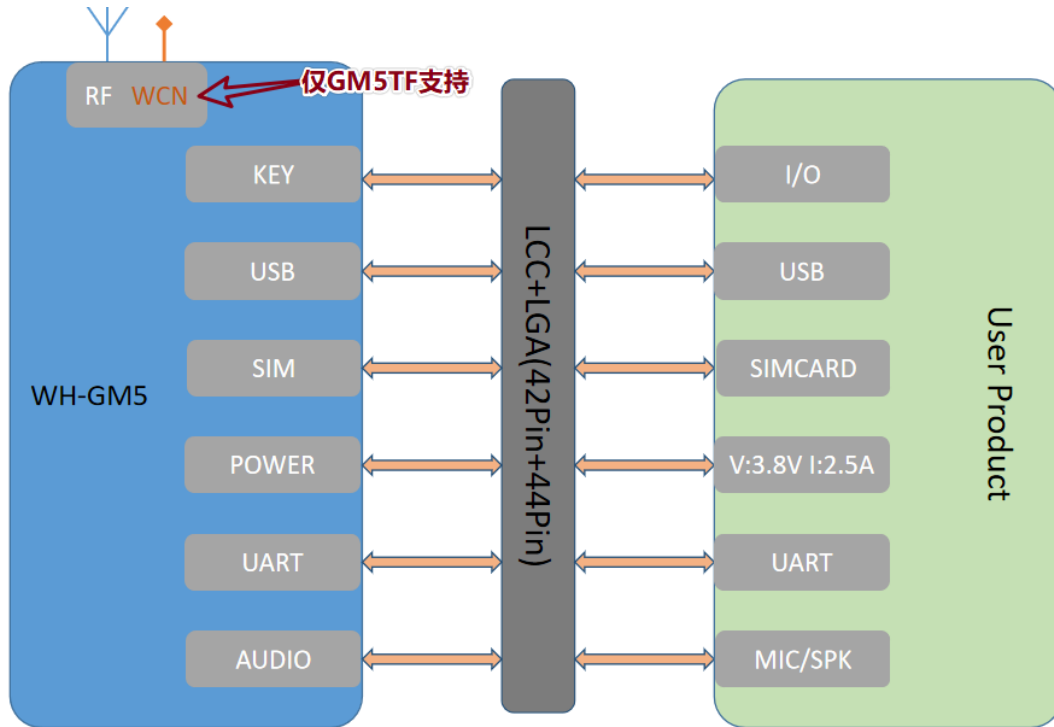 RF WCN
仅GM5TF支持
KEY
I/O
USB
USB
SIM
SIMCARD
WH-GM5
POWER
V:3.8V I:2.5A
UART
UART
AUDIO
MIC/SPK
LCC+LGA(42Pin+44Pin)
User Product